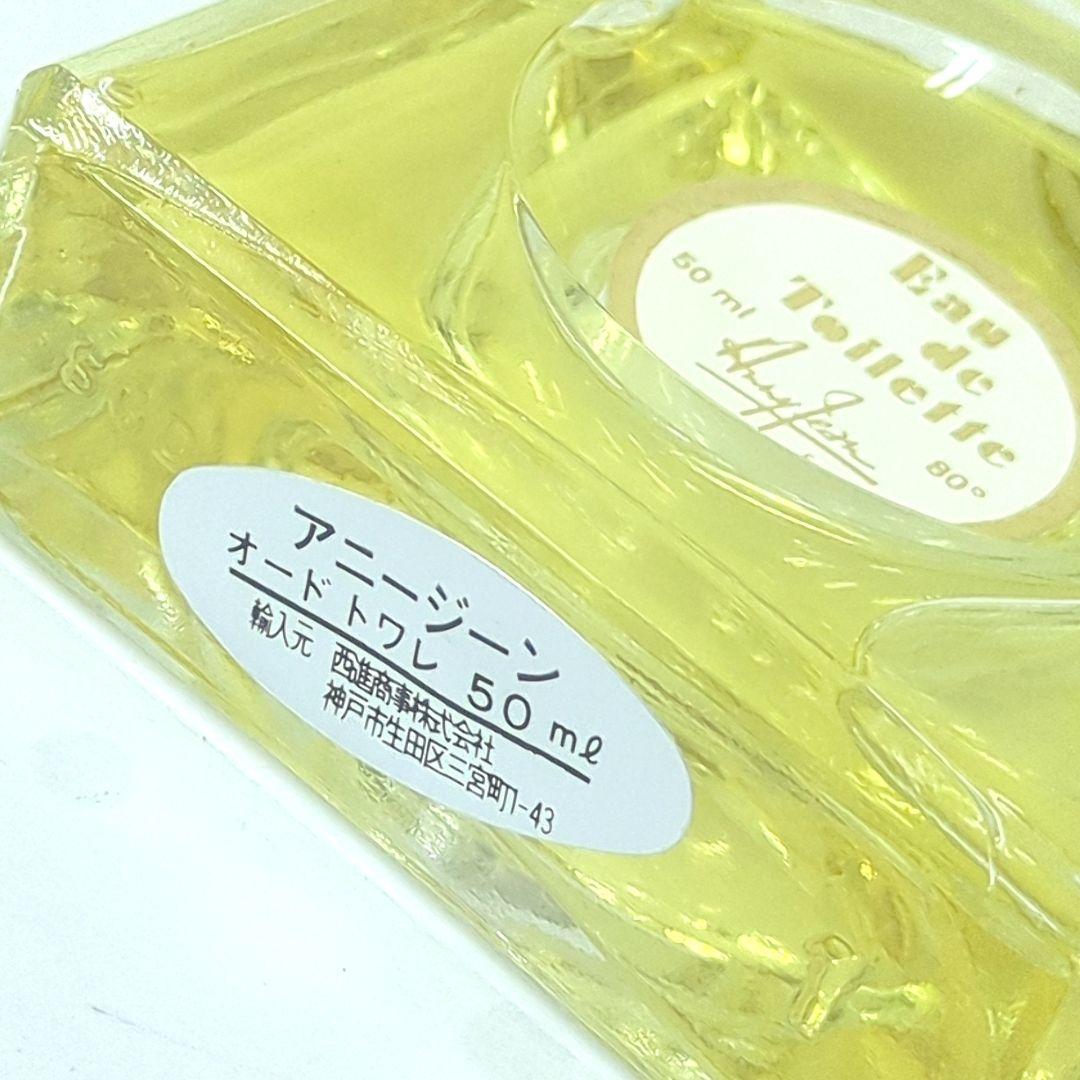 Eau
de
Toilette
50 ml
80°
アニージーン
オードトワレ 50 ml
輸入元 西進商事株式会社
神戸市生田区三宮町1-43